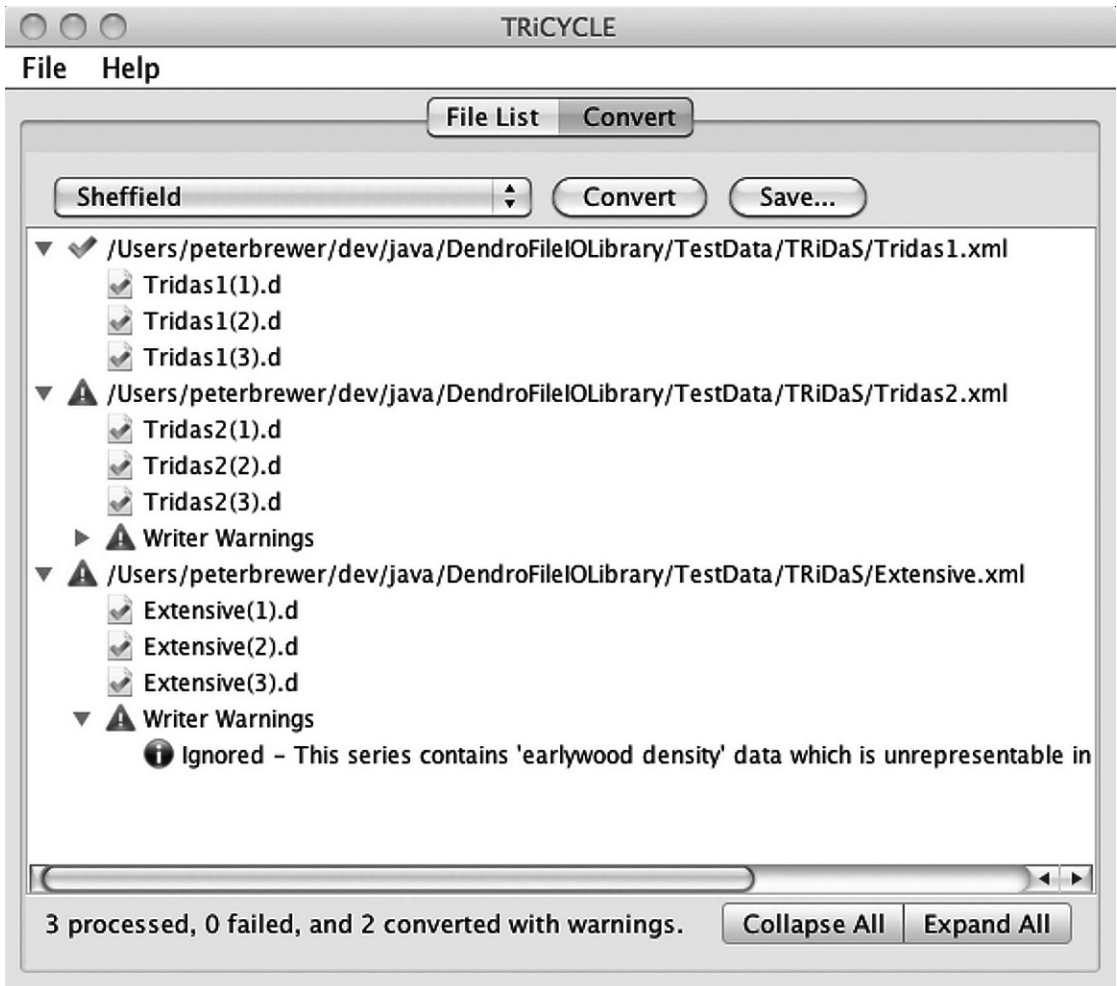 TRiCYCLE
File Help
File List Convert
Sheffield Convert Save...
/Users/peterbrewer/dev/java/DendroFileIOLibrary/TestData/TRiDaS/Tridas1.xml
Tridas1(1).d
Tridas1(2).d
Tridas1(3).d
/Users/peterbrewer/dev/java/DendroFileIOLibrary/TestData/TRiDaS/Tridas2.xml
Tridas2(1).d
Tridas2(2).d
Tridas2(3).d
Writer Warnings
/Users/peterbrewer/dev/java/DendroFileIOLibrary/TestData/TRiDaS/Extensive.xml
Extensive(1).d
Extensive(2).d
Extensive(3).d
Writer Warnings
Ignored – This series contains 'earlywood density' data which is unrepresentable in
3 processed, 0 failed, and 2 converted with warnings. Collapse All Expand All